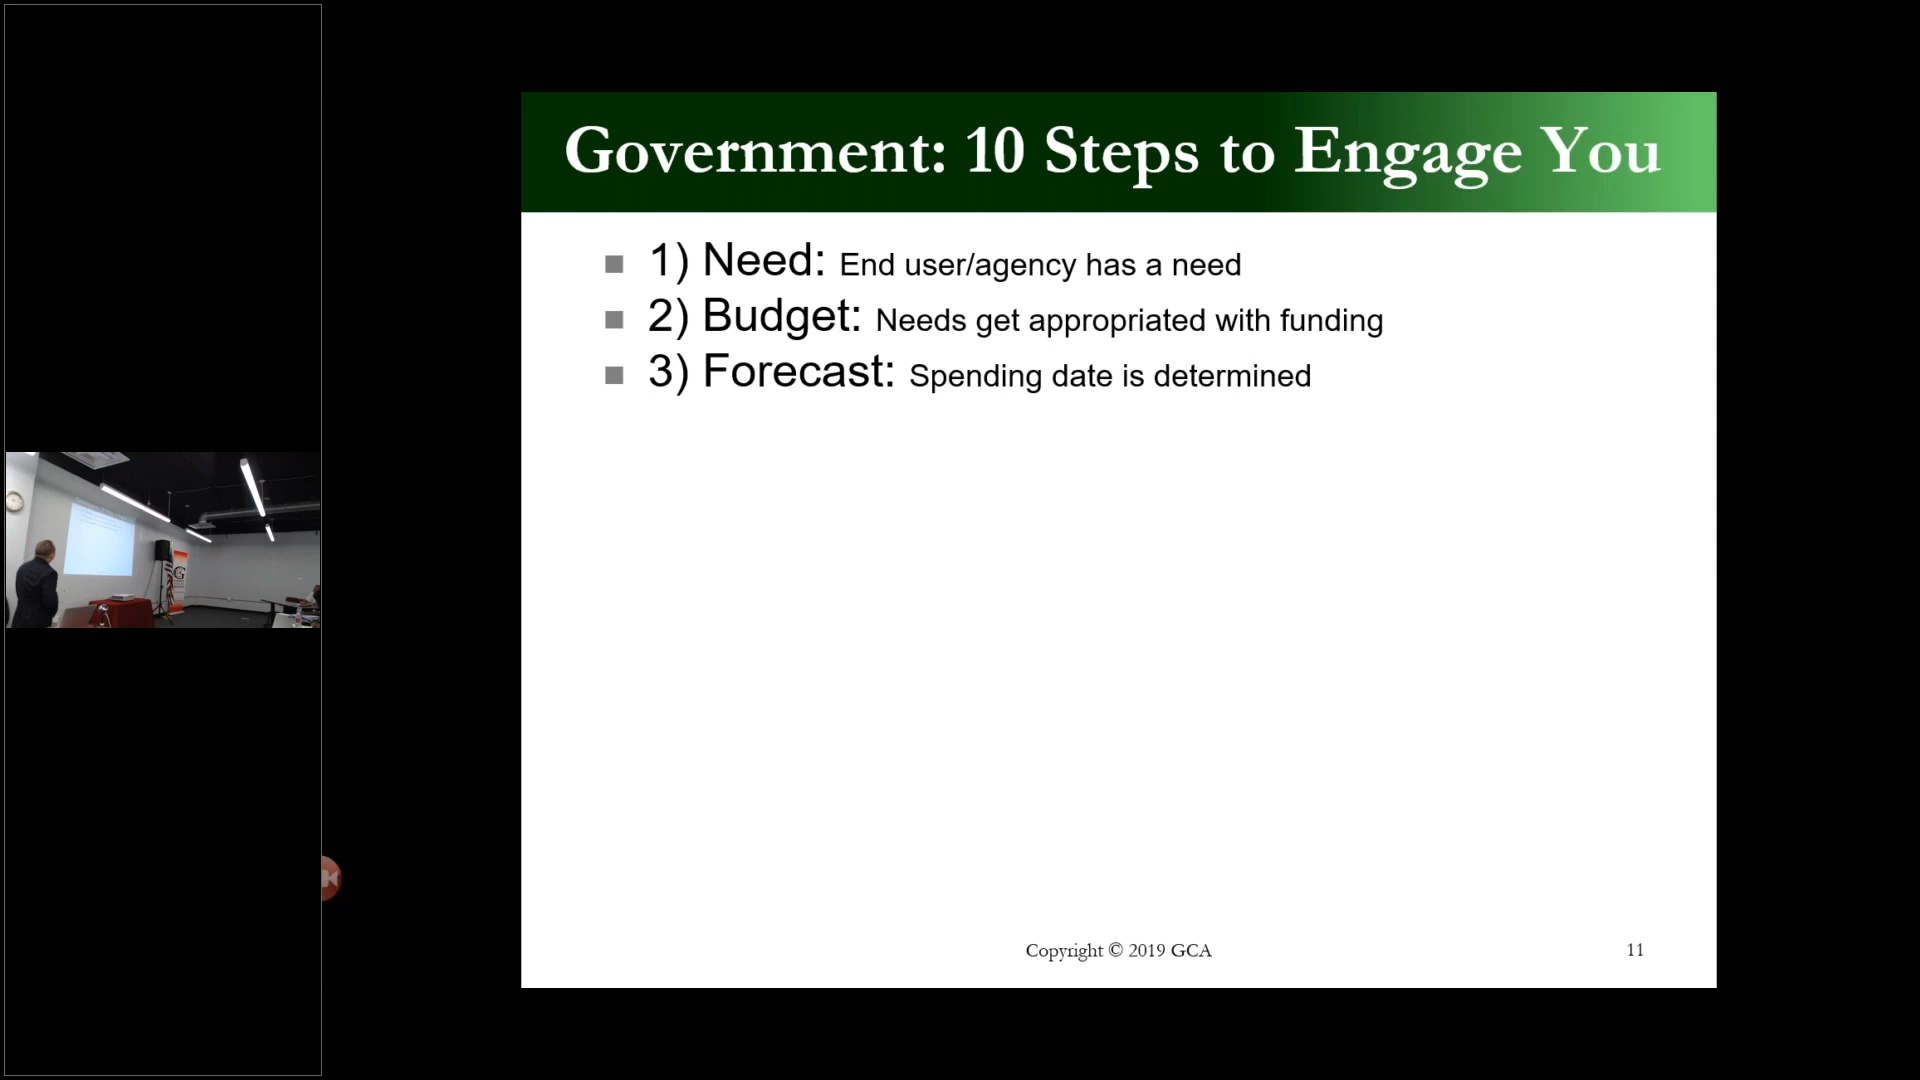 Government: 10 Steps to Engage You
1) Need: End user/agency has a need
2) Budget: Needs get appropriated with funding
3) Forecast: Spending date is determined
Copyright © 2019 GCA
11